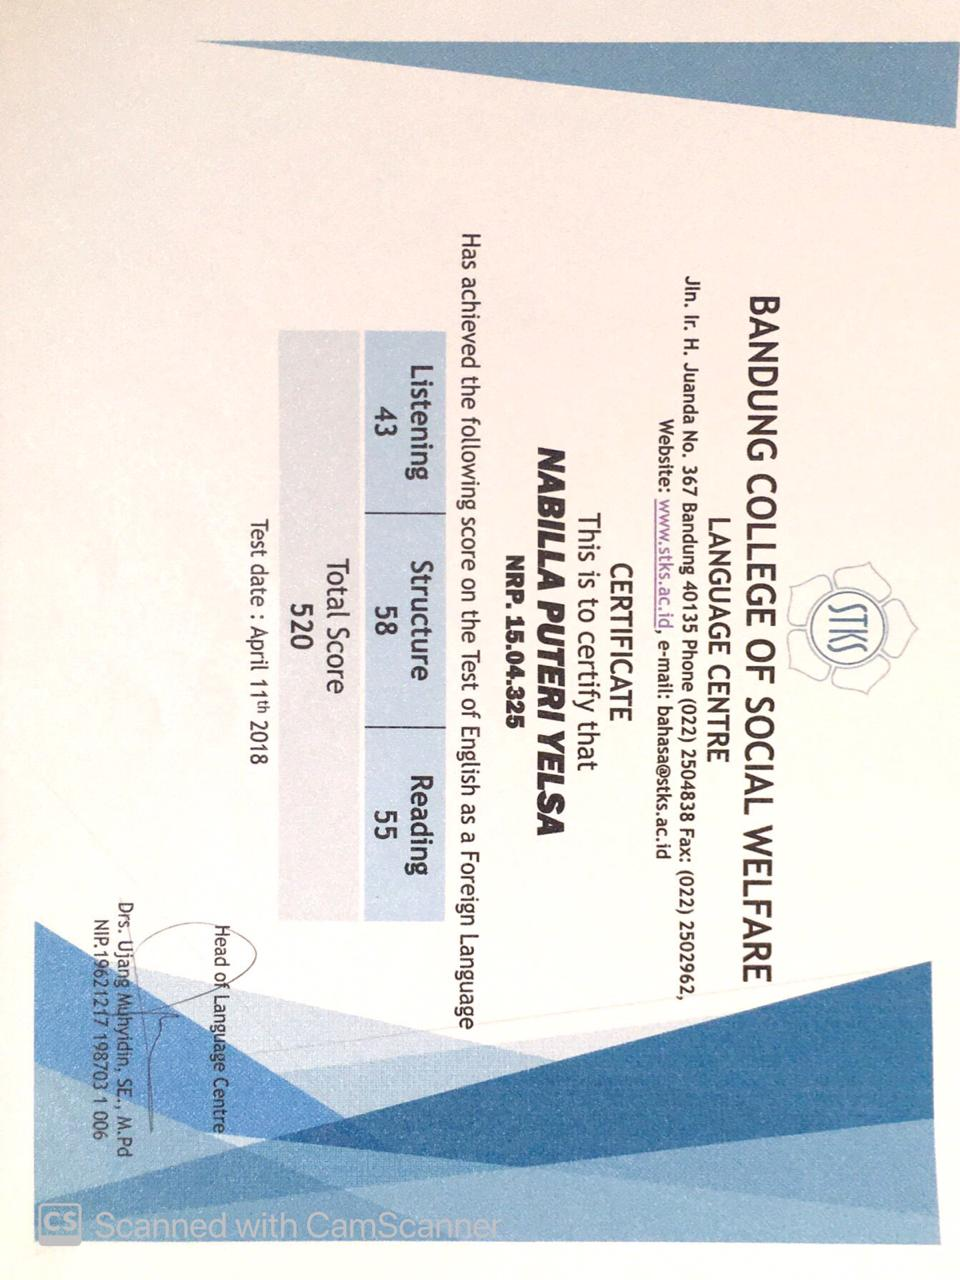 STKS
BANDUNG COLLEGE OF SOCIAL WELFARE
LANGUAGE CENTRE
Jln. Ir. H. Juanda No. 367 Bandung 40135 Phone (022) 2504838 Fax: (022) 2502962,
Website: www.stks.ac.id, e-mail: bahasa@stks.ac.id
CERTIFICATE
This is to certify that
NABILLA PUTERI YELSA
NRP. 15.04.325
Has achieved the following score on the Test of English as a Foreign Language
Listening Structure Reading
43 58 55
Total Score
520
Test date : April 11th 2018
Head of Language Centre
Drs. Ujang Muhyidin, SE., M.Pd
NIP.19621217 198703 1 006
CS Scanned with CamScanner